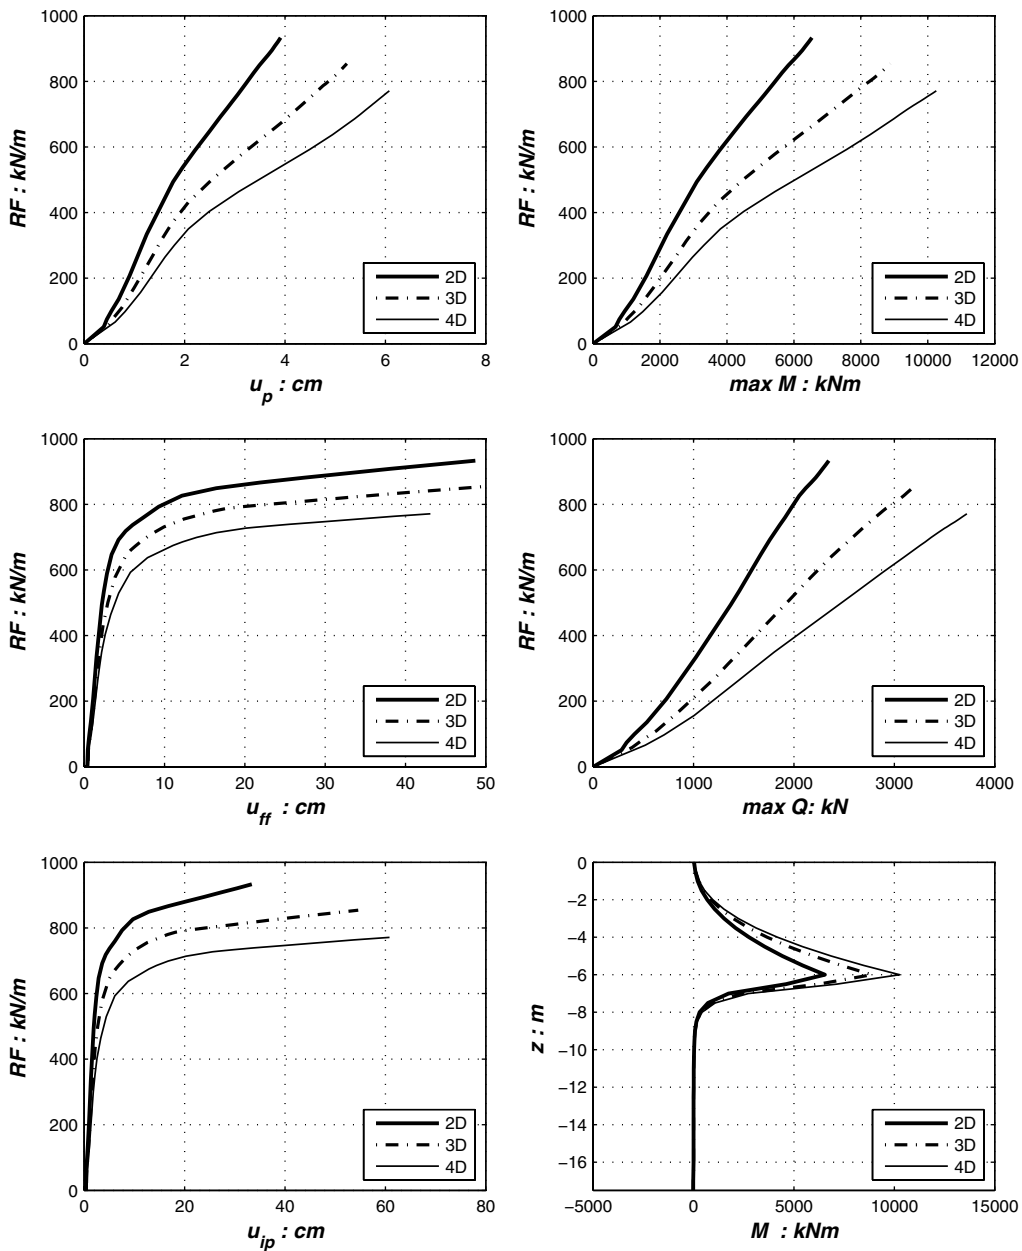 1000
800
600
400
200
0
RF : kN/m
2D
3D
4D
0 2 4 6 8
u_p : cm
1000
800
600
400
200
0
RF : kN/m
2D
3D
4D
0 2000 4000 6000 8000 10000 12000
max M : kNm
1000
800
600
400
200
0
RF : kN/m
2D
3D
4D
0 10 20 30 40 50
u_ff : cm
1000
800
600
400
200
0
RF : kN/m
2D
3D
4D
0 1000 2000 3000 4000
max Q: kN
1000
800
600
400
200
0
RF : kN/m
2D
3D
4D
0 20 40 60 80
u_ip : cm
0
−2
−4
−6
−8
−10
−12
−14
−16
z : m
2D
3D
4D
−5000 0 5000 10000 15000
M : kNm